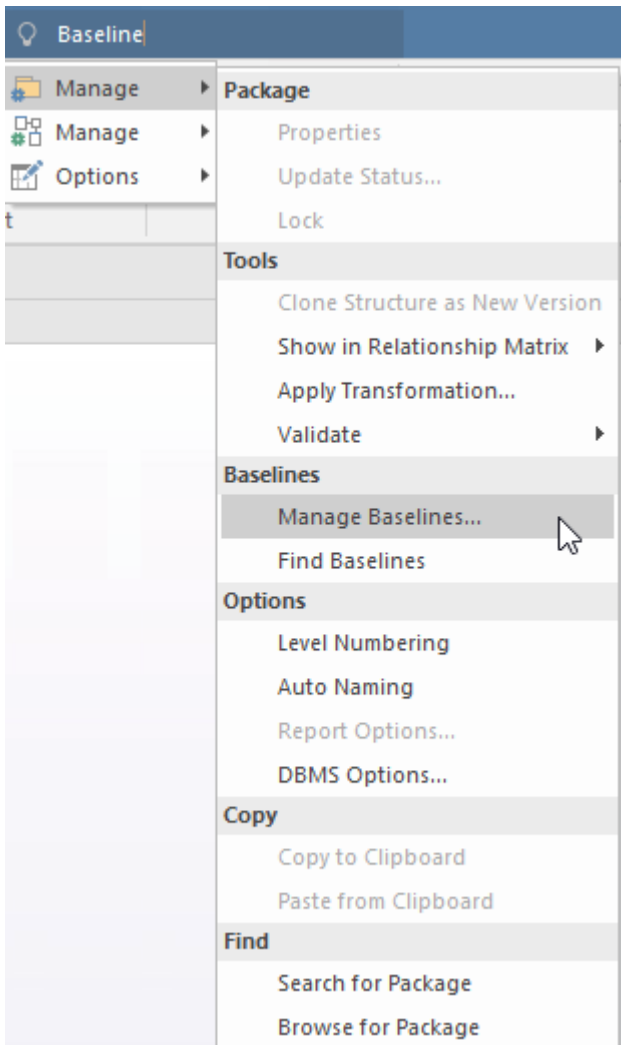 Baseline
Manage
Manage
Options
t
Package
Properties
Update Status...
Lock
Tools
Clone Structure as New Version
Show in Relationship Matrix
Apply Transformation...
Validate
Baselines
Manage Baselines...
Find Baselines
Options
Level Numbering
Auto Naming
Report Options...
DBMS Options...
Copy
Copy to Clipboard
Paste from Clipboard
Find
Search for Package
Browse for Package